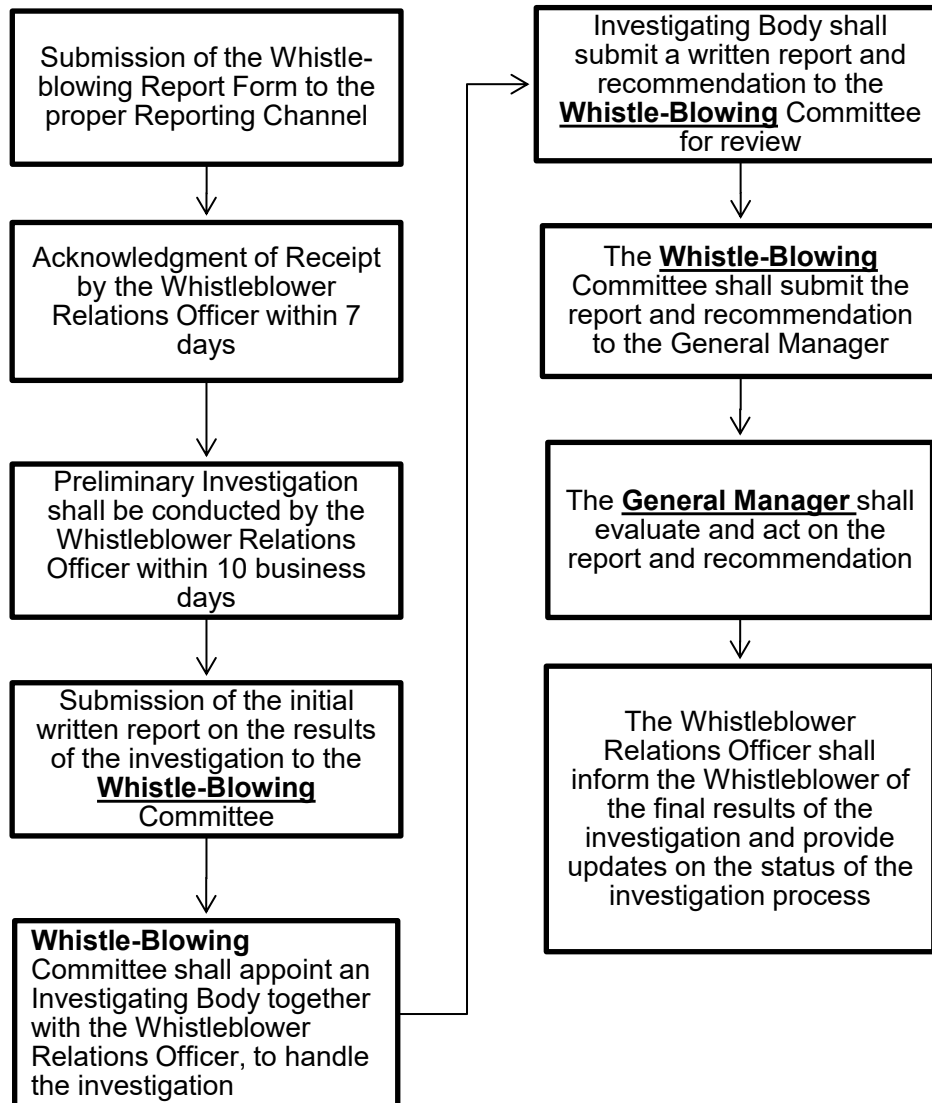 Submission of the Whistle-
blowing Report Form to the
proper Reporting Channel
Acknowledgment of Receipt
by the Whistleblower
Relations Officer within 7
days
Preliminary Investigation
shall be conducted by the
Whistleblower Relations
Officer within 10 business
days
Submission of the initial
written report on the results
of the investigation to the
Whistle-Blowing
Committee
Whistle-Blowing
Committee shall appoint an
Investigating Body together
with the Whistleblower
Relations Officer, to handle
the investigation
Investigating Body shall
submit a written report and
recommendation to the
Whistle-Blowing Committee
for review
The Whistle-Blowing
Committee shall submit the
report and recommendation
to the General Manager
The General Manager shall
evaluate and act on the
report and recommendation
The Whistleblower
Relations Officer shall
inform the Whistleblower of
the final results of the
investigation and provide
updates on the status of the
investigation process